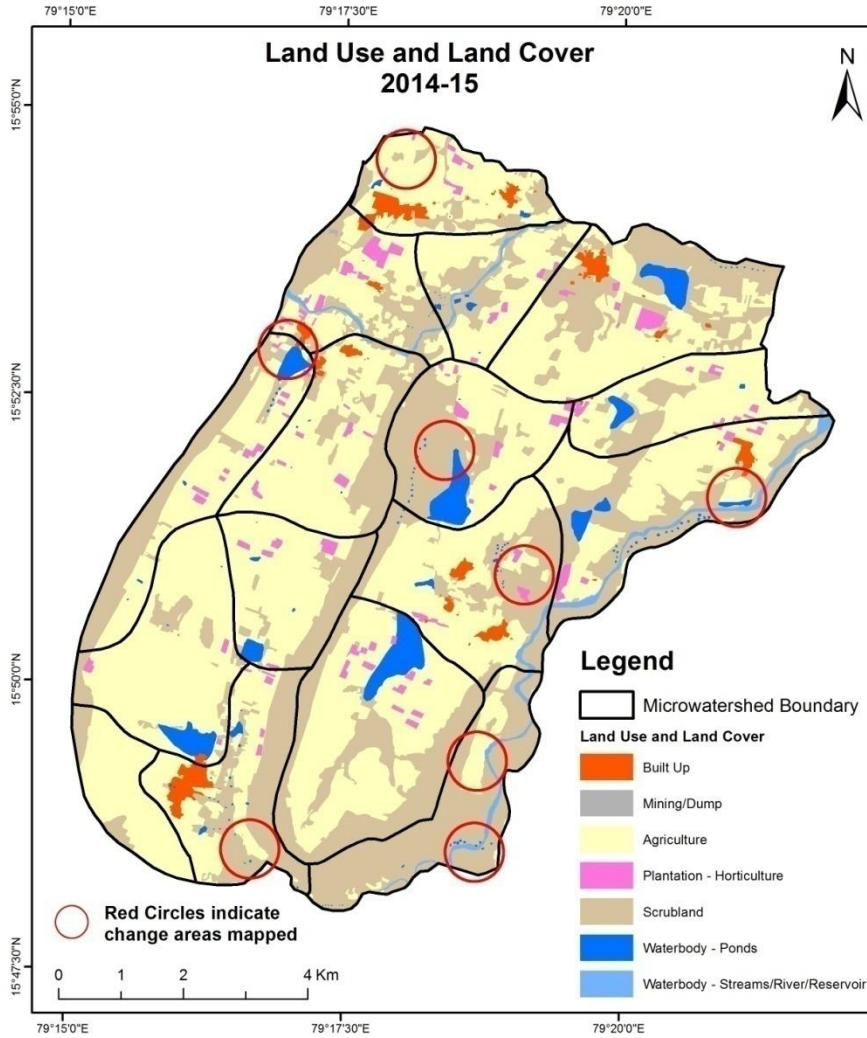 79°15'0"E
79°17'30"E
79°20'0"E
Land Use and Land Cover
2014-15
N
15°55'0"N
15°52'30"N
15°50'0"N
15°47'30"N
Legend
Microwatershed Boundary
Land Use and Land Cover
Built Up
Mining/Dump
Agriculture
Plantation - Horticulture
Scrubland
Waterbody - Ponds
Waterbody - Streams/River/Reservoir
Red Circles indicate
change areas mapped
0 1 2 4 Km
79°15'0"E
79°17'30"E
79°20'0"E